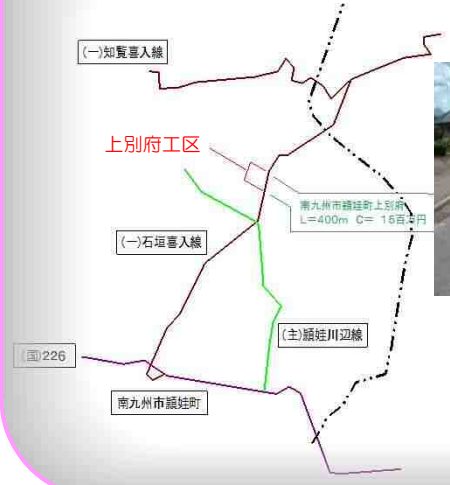 (一)知覧喜入線
上別府工区
南九州市頴娃町上別府
L=400m C= 15百万円
(一)石垣喜入線
(主)頴娃川辺線
(国)226
南九州市頴娃町